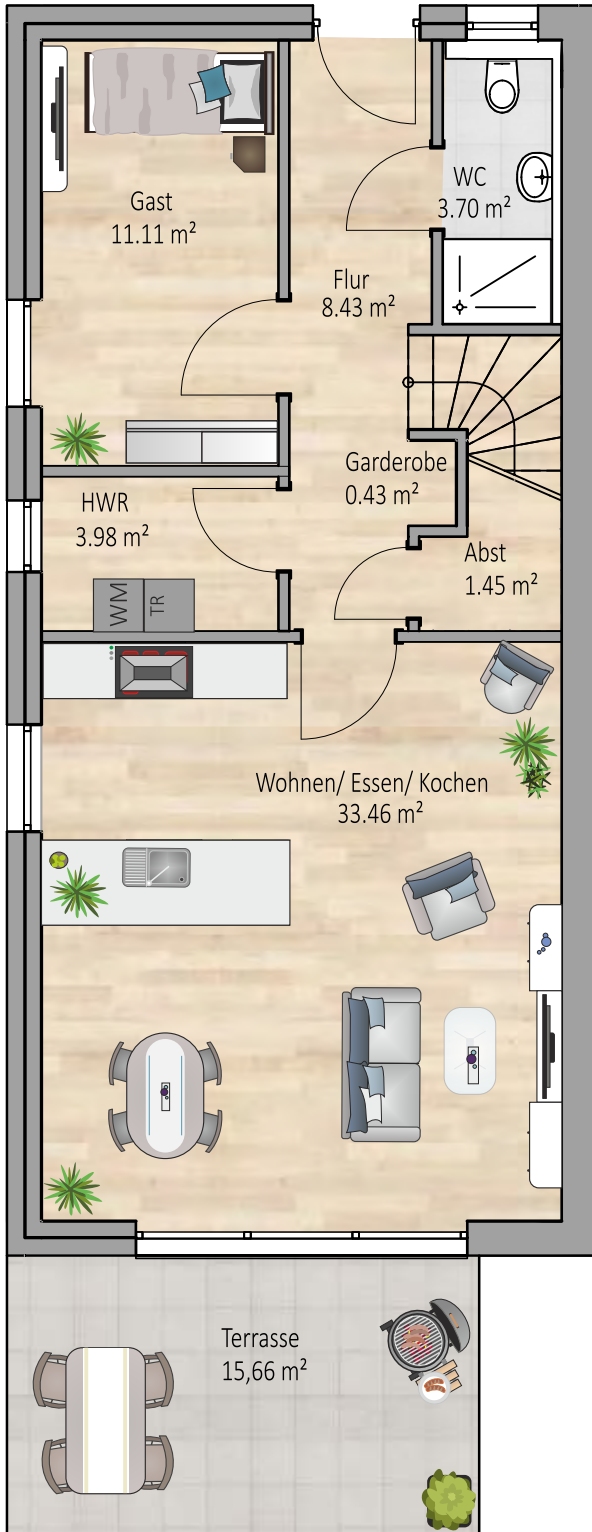 WC
3.70 m²
Gast
11.11 m²
Flur
8.43 m²
Garderobe
0.43 m²
HWR
3.98 m²
Abst
1.45 m²
WM
TR
Wohnen/ Essen/ Kochen
33.46 m²
Terrasse
15,66 m²